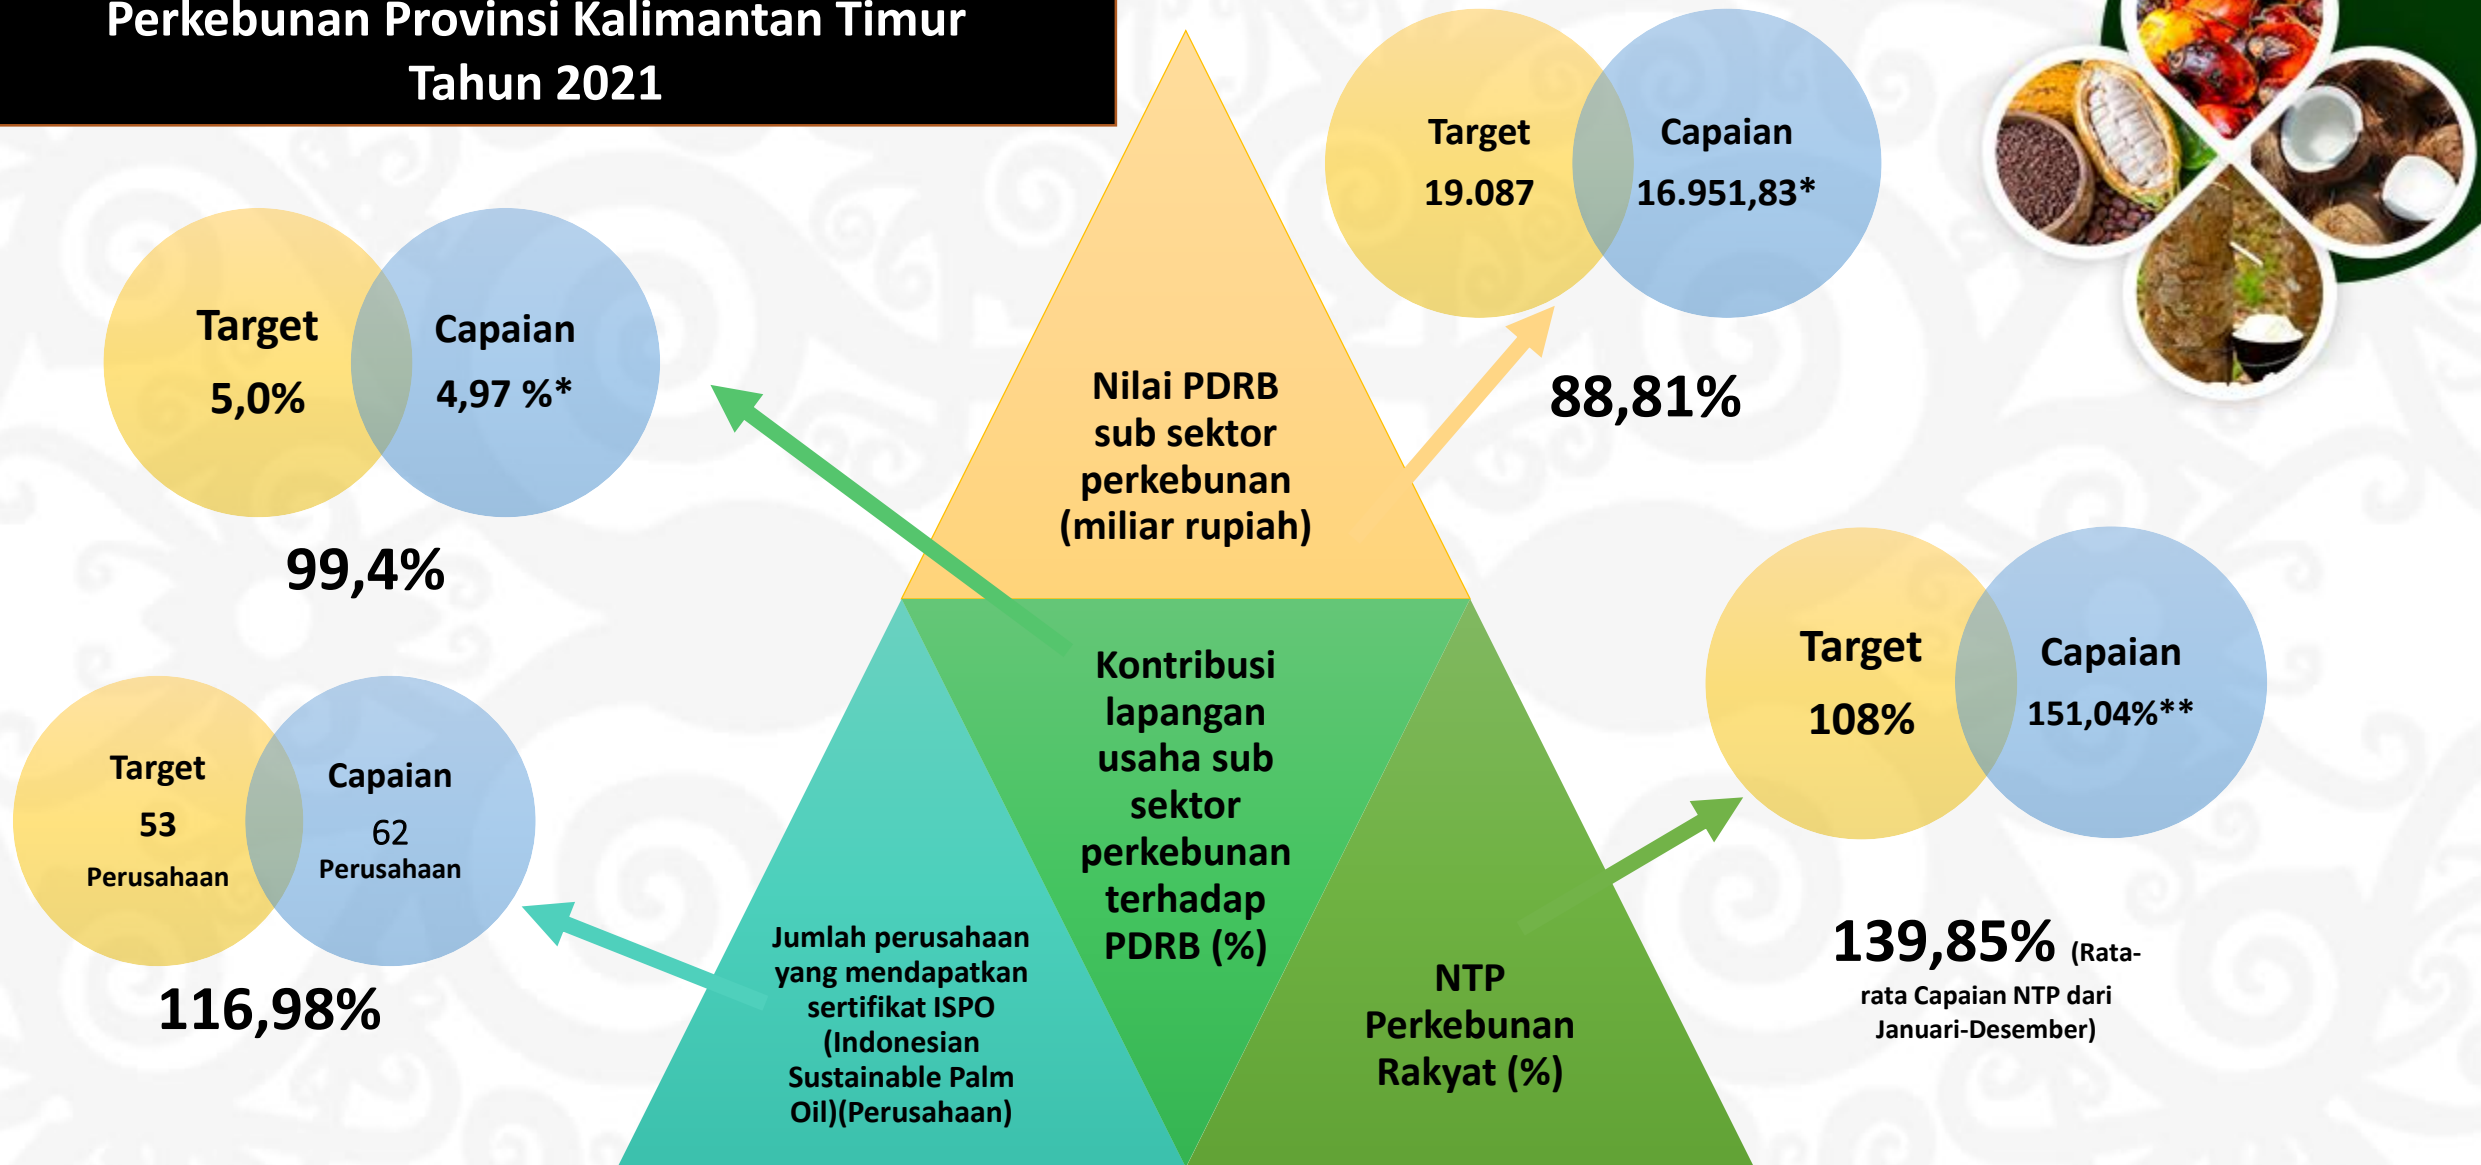 Perkebunan Provinsi Kalimantan Timur
Tahun 2021
Target
19.087
Capaian
16.951,83*
88,81%
Target
5,0%
Capaian
4,97 %*
99,4%
Nilai PDRB
sub sektor
perkebunan
(miliar rupiah)
Kontribusi
lapangan
usaha sub
sektor
perkebunan
terhadap
PDRB (%)
Target
108%
Capaian
151,04%**
139,85% (Rata-
rata Capaian NTP dari
Januari-Desember)
Target
53
Perusahaan
Capaian
62
Perusahaan
116,98%
Jumlah perusahaan
yang mendapatkan
sertifikat ISPO
(Indonesian
Sustainable Palm
Oil)(Perusahaan)
NTP
Perkebunan
Rakyat (%)